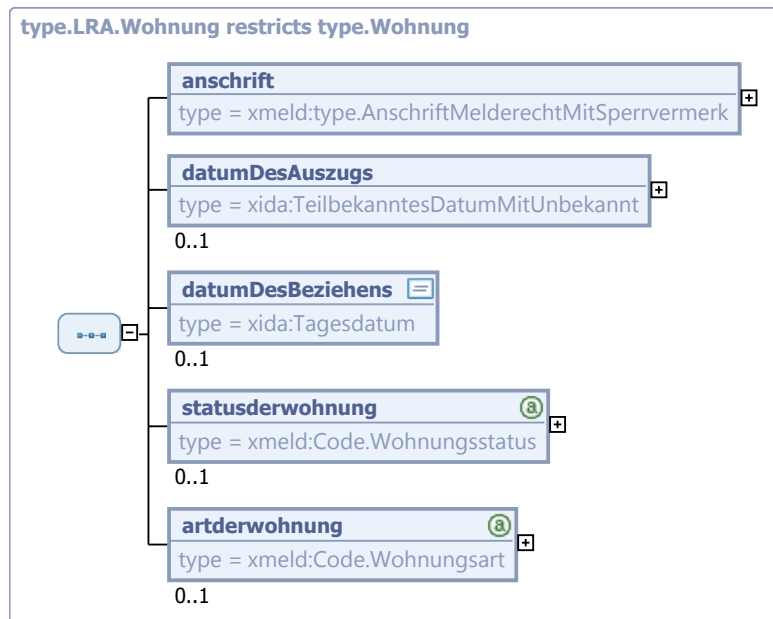 type.LRA.Wohnung restricts type.Wohnung
anschrift
type = xmeld:type.AnschriftMelderechtMitSperrvermerk
datumDesAuszugs
type = xida:TeilbekanntesDatumMitUnbekannt
0..1
datumDesBeziehens
type = xida:Tagesdatum
0..1
statusderwohnung
type = xmeld:Code.Wohnungsstatus
0..1
artderwohnung
type = xmeld:Code.Wohnungsart
0..1